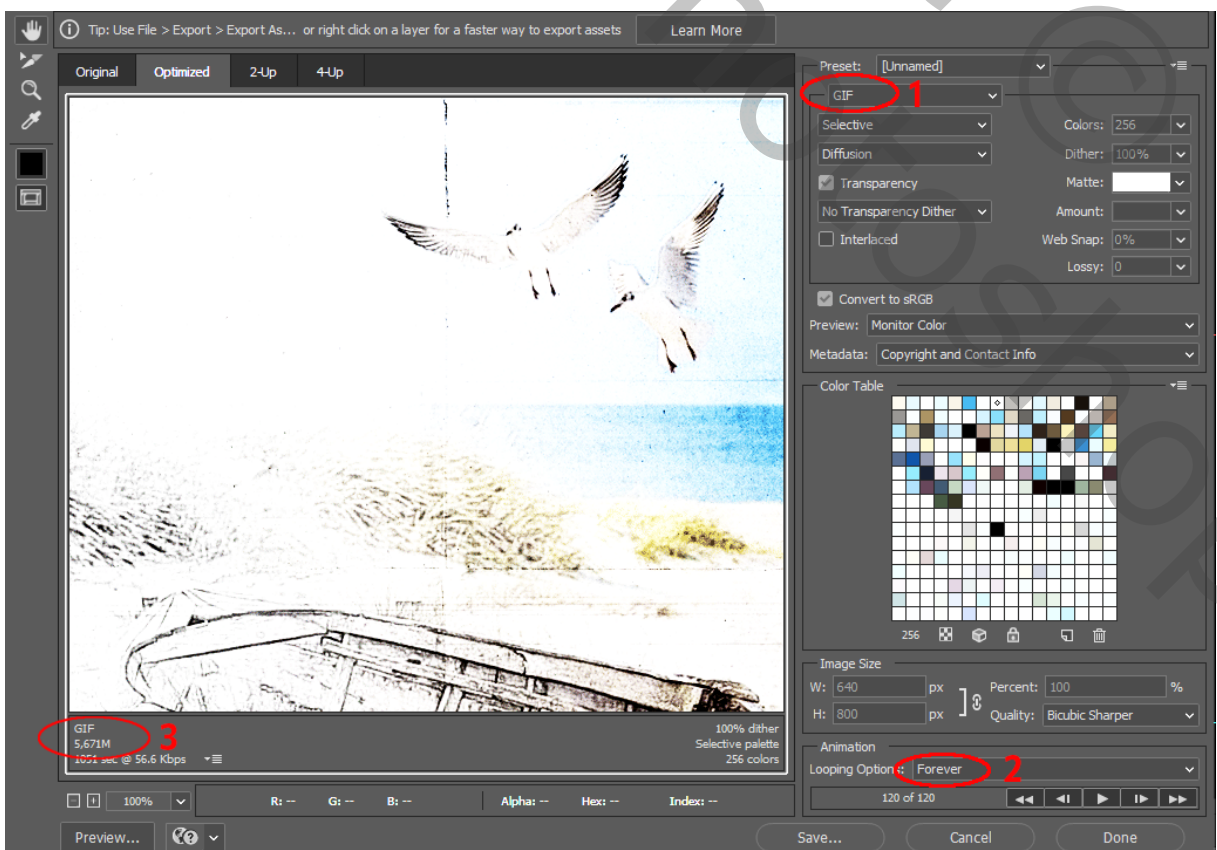 Tip: Use File > Export > Export As... or right click on a layer for a faster way to export assets
Learn More
Original
Optimized
2-Up
4-Up
Preset: [Unnamed]
GIF
1
Selective
Colors: 256
Diffusion
Dither: 100%
Transparency
Matte:
No Transparency Dither
Amount:
Interlaced
Web Snap: 0%
Lossy: 0
Convert to sRGB
Preview: Monitor Color
Metadata: Copyright and Contact Info
Color Table
256
Image Size
W: 640 px
Percent: 100 %
H: 800 px
Quality: Bicubic Sharper
Animation
Looping Options: Forever
2
120 of 120
GIF
5,671M
3
1051 sec @ 56.6 Kbps
100% dither
Selective palette
256 colors
100%
R: --
G: --
B: --
Alpha: --
Hex: --
Index: --
Preview...
Save...
Cancel
Done